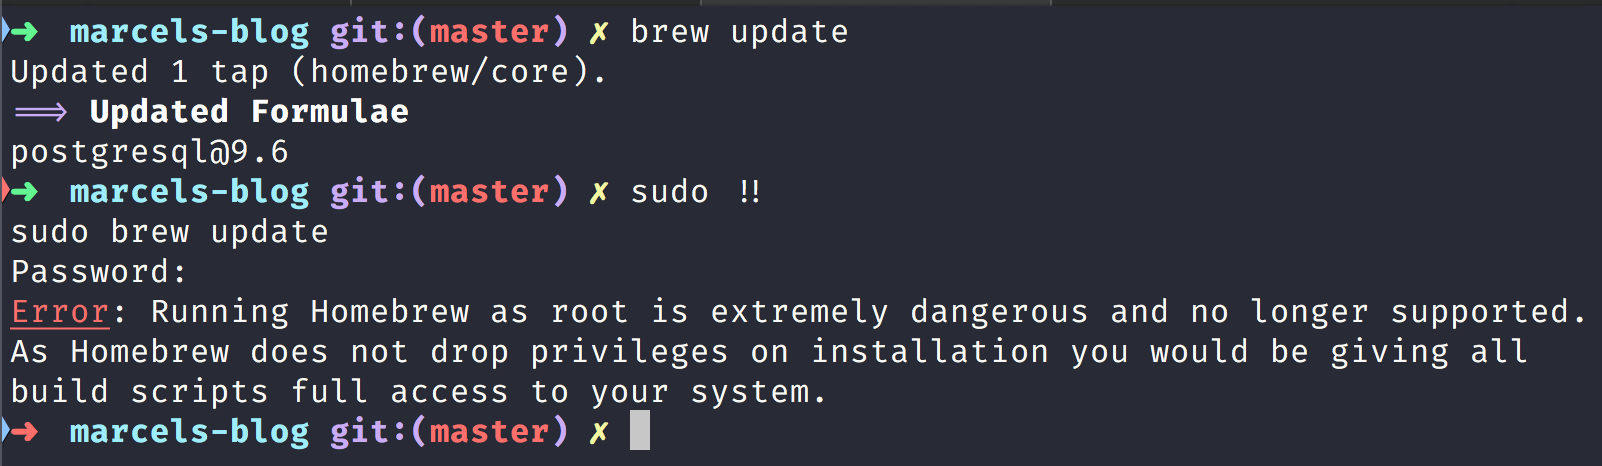 ➜ marcels-blog git:(master) ✗ brew update
Updated 1 tap (homebrew/core).
==> Updated Formulae
postgresql@9.6
➜ marcels-blog git:(master) ✗ sudo !!
sudo brew update
Password:
Error: Running Homebrew as root is extremely dangerous and no longer supported.
As Homebrew does not drop privileges on installation you would be giving all
build scripts full access to your system.
➜ marcels-blog git:(master) ✗